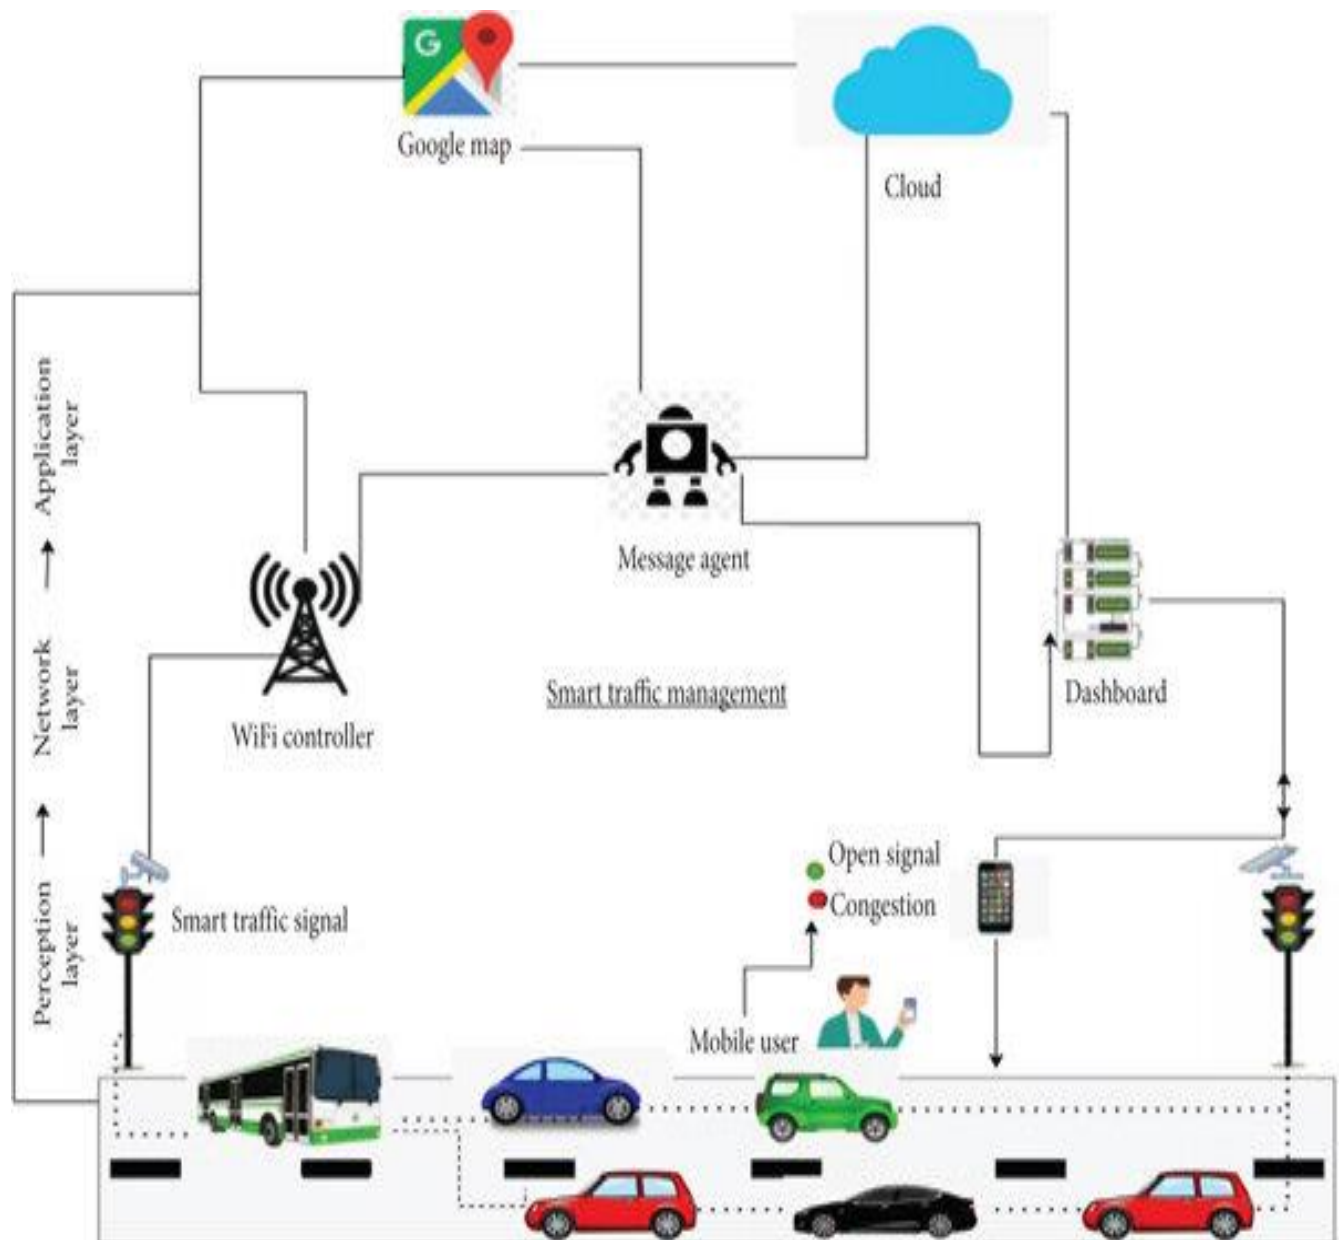 G
Google map
Cloud
Application
layer
Message agent
Network
layer
Smart traffic management
Dashboard
WiFi controller
Open signal
Congestion
Smart traffic signal
Perception
layer
Mobile user